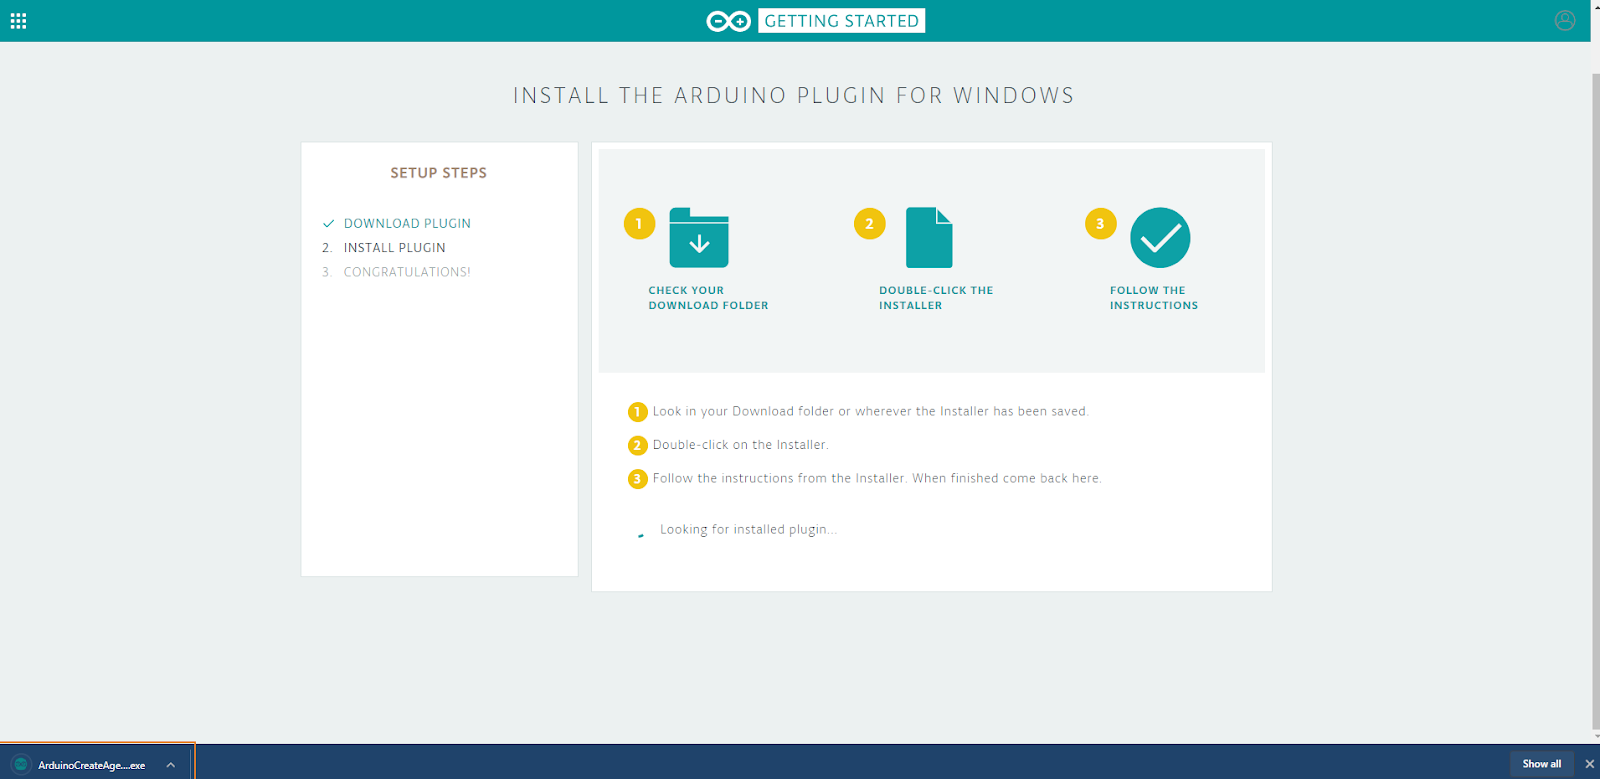 GETTING STARTED
INSTALL THE ARDUINO PLUGIN FOR WINDOWS
SETUP STEPS
DOWNLOAD PLUGIN
2. INSTALL PLUGIN
3. CONGRATULATIONS!
1
CHECK YOUR
DOWNLOAD FOLDER
2
DOUBLE-CLICK THE
INSTALLER
3
FOLLOW THE
INSTRUCTIONS
1 Look in your Download folder or wherever the Installer has been saved.
2 Double-click on the Installer.
3 Follow the instructions from the Installer. When finished come back here.
Looking for installed plugin...
ArduinoCreateAge....exe
Show all